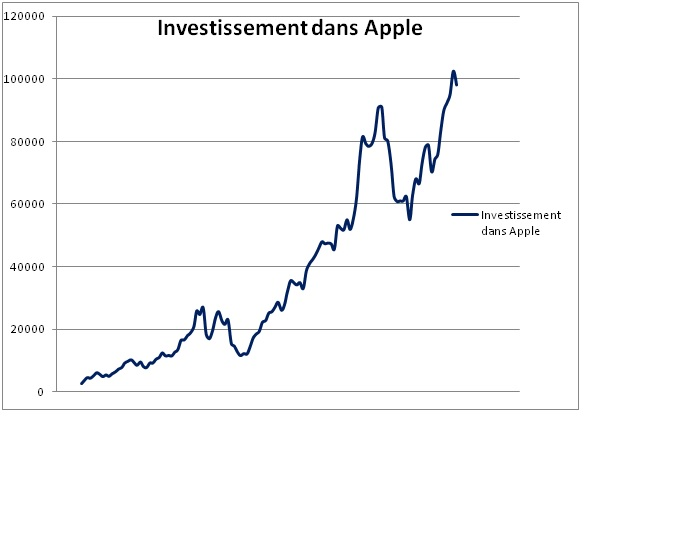 Investissement dans Apple
120000
100000
80000
60000
40000
20000
0
Investissement
dans Apple